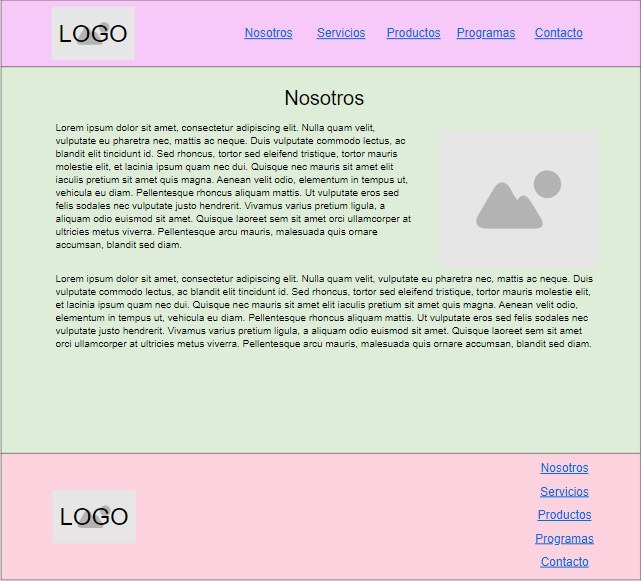 LOGO
Nosotros Servicios Productos Programas Contacto
Nosotros
Lorem ipsum dolor sit amet, consectetur adipiscing elit. Nulla quam velit,
vulputate eu pharetra nec, mattis ac neque. Duis vulputate commodo lectus, ac
blandit elit tincidunt id. Sed rhoncus, tortor sed eleifend tristique, tortor mauris
molestie elit, et lacinia ipsum quam nec dui. Quisque nec mauris sit amet elit
iaculis pretium sit amet quis magna. Aenean velit odio, elementum in tempus ut,
vehicula eu diam. Pellentesque rhoncus aliquam mattis. Ut vulputate eros sed
felis sodales nec vulputate justo hendrerit. Vivamus varius pretium ligula, a
aliquam odio euismod sit amet. Quisque laoreet sem sit amet orci ullamcorper at
ultricies metus viverra. Pellentesque arcu mauris, malesuada quis ornare
accumsan, blandit sed diam.
Lorem ipsum dolor sit amet, consectetur adipiscing elit. Nulla quam velit, vulputate eu pharetra nec, mattis ac neque. Duis
vulputate commodo lectus, ac blandit elit tincidunt id. Sed rhoncus, tortor sed eleifend tristique, tortor mauris molestie elit,
et lacinia ipsum quam nec dui. Quisque nec mauris sit amet elit iaculis pretium sit amet quis magna. Aenean velit odio,
elementum in tempus ut, vehicula eu diam. Pellentesque rhoncus aliquam mattis. Ut vulputate eros sed felis sodales nec
vulputate justo hendrerit. Vivamus varius pretium ligula, a aliquam odio euismod sit amet. Quisque laoreet sem sit amet
orci ullamcorper at ultricies metus viverra. Pellentesque arcu mauris, malesuada quis ornare accumsan, blandit sed diam.
LOGO
Nosotros
Servicios
Productos
Programas
Contacto